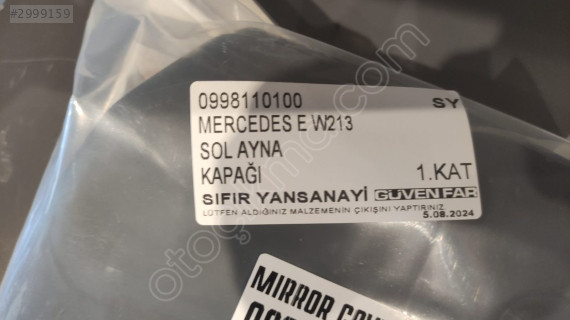 #2999159
0998110100 SY
MERCEDES E W213
SOL AYNA
KAPAĞI 1.KAT
SIFIR YANSANAYİ GÜVEN FAR
LÜTFEN ALDIĞINIZ MALZEMENİN ÇIKIŞINI YAPTIRINIZ.
5.08.2024
MIRROR